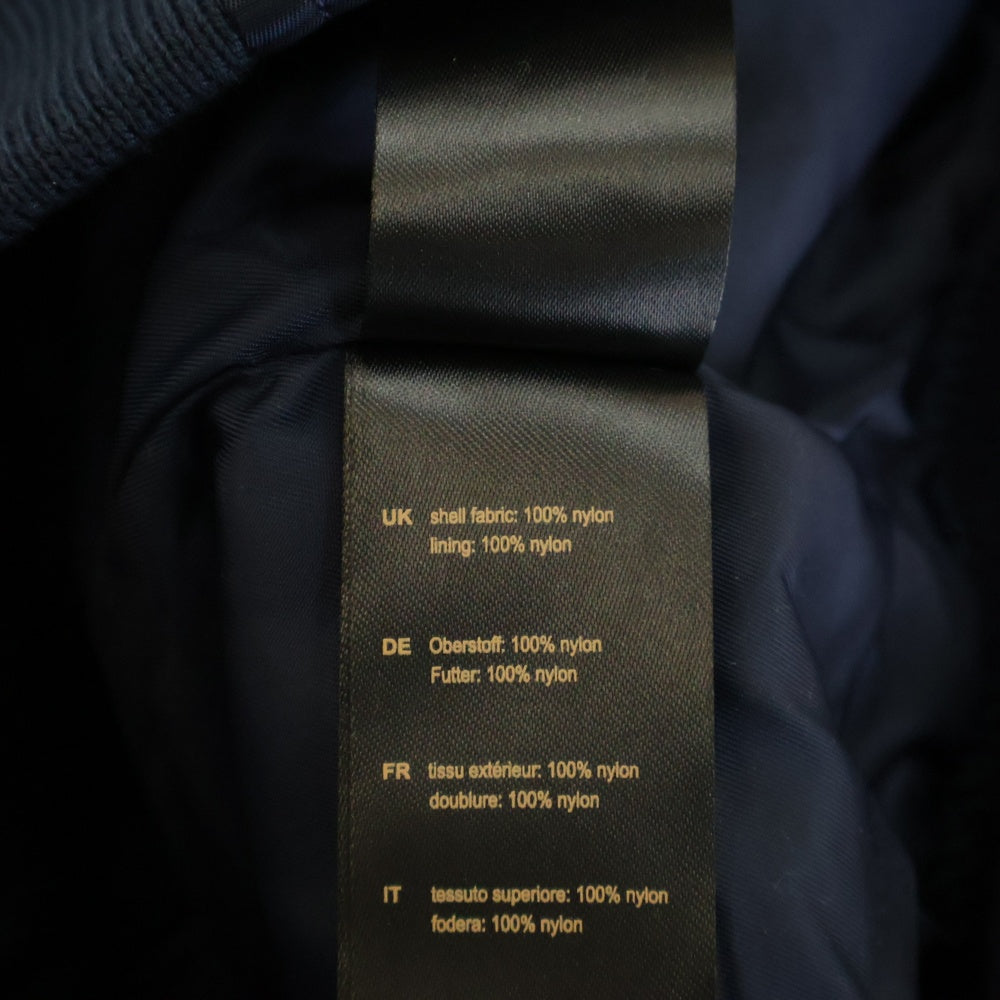 UK shell fabric: 100% nylon
lining: 100% nylon
DE Oberstoff: 100% nylon
Futter: 100% nylon
FR tissu extérieur: 100% nylon
doublure: 100% nylon
IT tessuto superiore: 100% nylon
fodera: 100% nylon